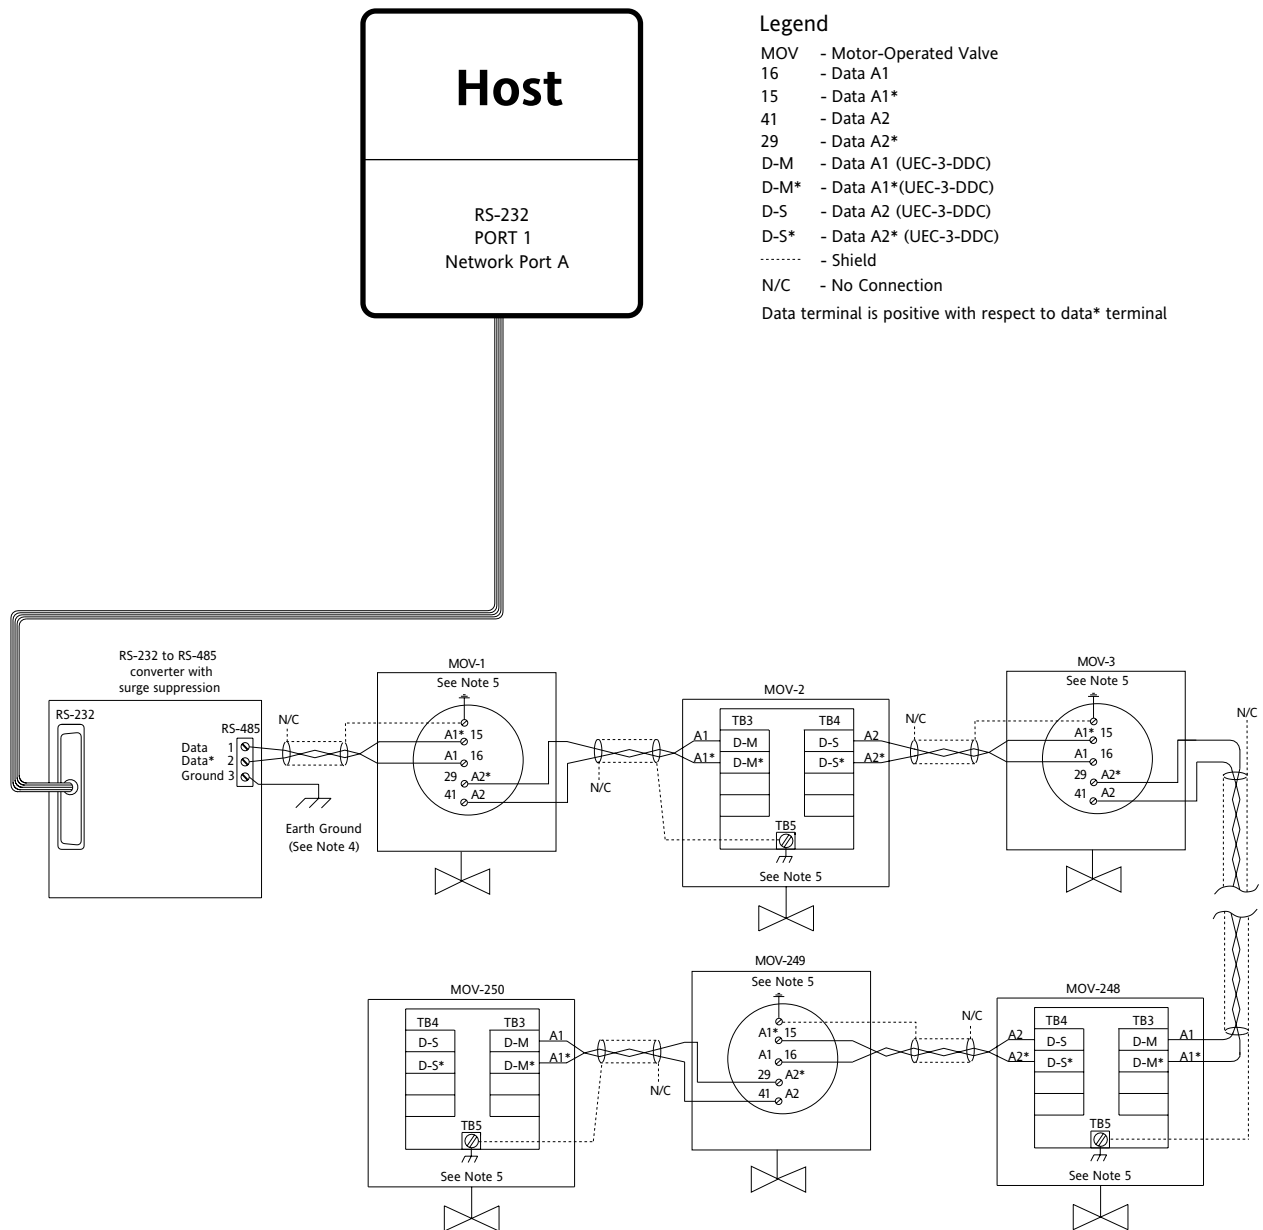 Host
RS-232
PORT 1
Network Port A
Legend
MOV - Motor-Operated Valve
16 - Data A1
15 - Data A1*
41 - Data A2
29 - Data A2*
D-M - Data A1 (UEC-3-DDC)
D-M* - Data A1*(UEC-3-DDC)
D-S - Data A2 (UEC-3-DDC)
D-S* - Data A2* (UEC-3-DDC)
- Shield
N/C - No Connection
Data terminal is positive with respect to data* terminal
RS-232 to RS-485
converter with
surge suppression
RS-232
RS-485
Data 1
Data* 2
Ground 3
Earth Ground
(See Note 4)
N/C
MOV-1
See Note 5
A1* 15
A1 16
29 A2*
41 A2
N/C
MOV-2
A1
A1*
TB3
D-M
D-M*
TB4
D-S
D-S*
A2
A2*
TB5
See Note 5
N/C
MOV-3
See Note 5
A1* 15
A1 16
29 A2*
41 A2
N/C
MOV-250
TB4
D-S
D-S*
TB3
D-M
D-M*
A1
A1*
TB5
See Note 5
N/C
MOV-249
See Note 5
A1* 15
A1 16
29 A2*
41 A2
N/C
MOV-248
A2
A2*
TB4
D-S
D-S*
TB3
D-M
D-M*
A1
A1*
TB5
See Note 5